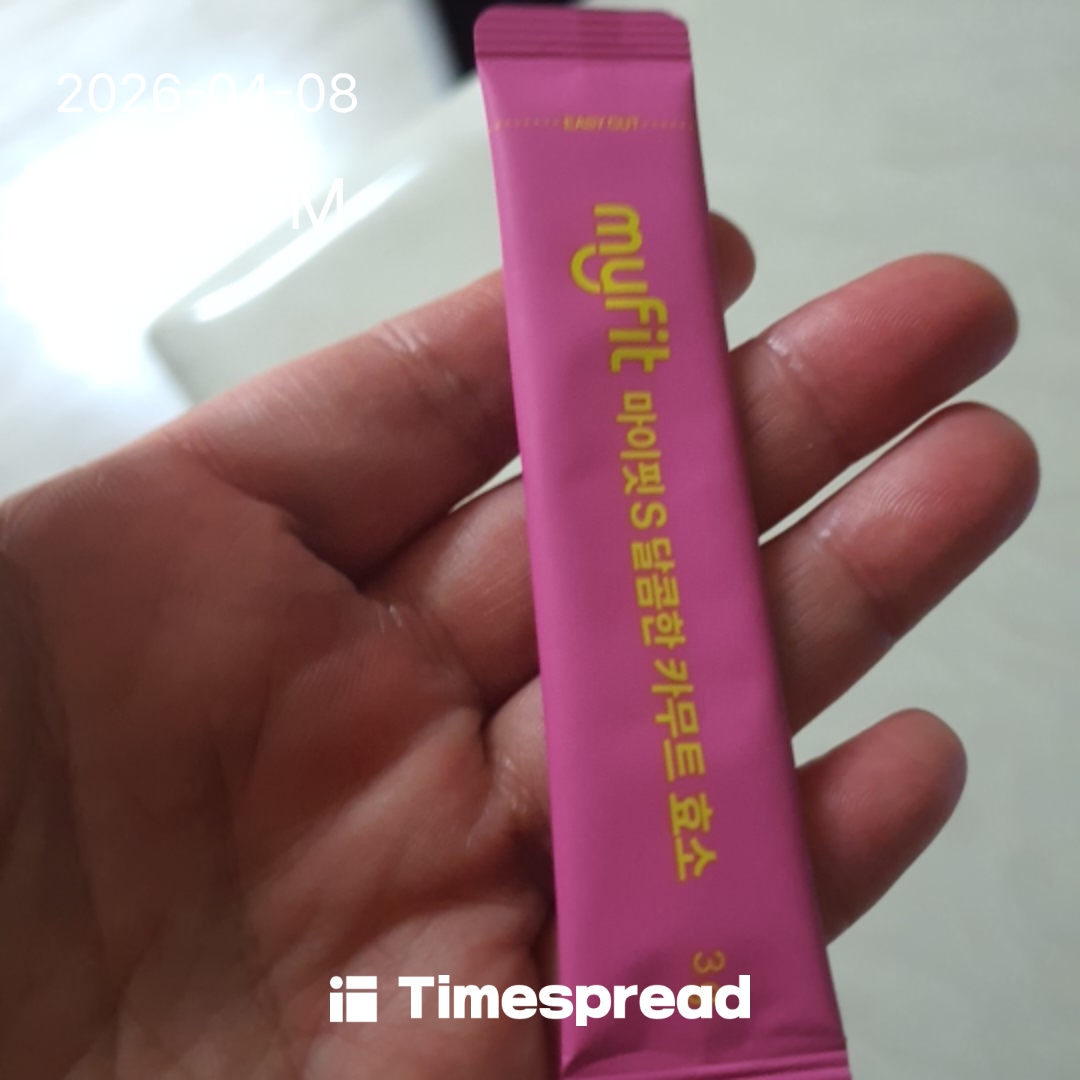 2026-04-08
M
EASY CUT
myfit 마이핏S 달콤한 카무트 효소
3
Timespread